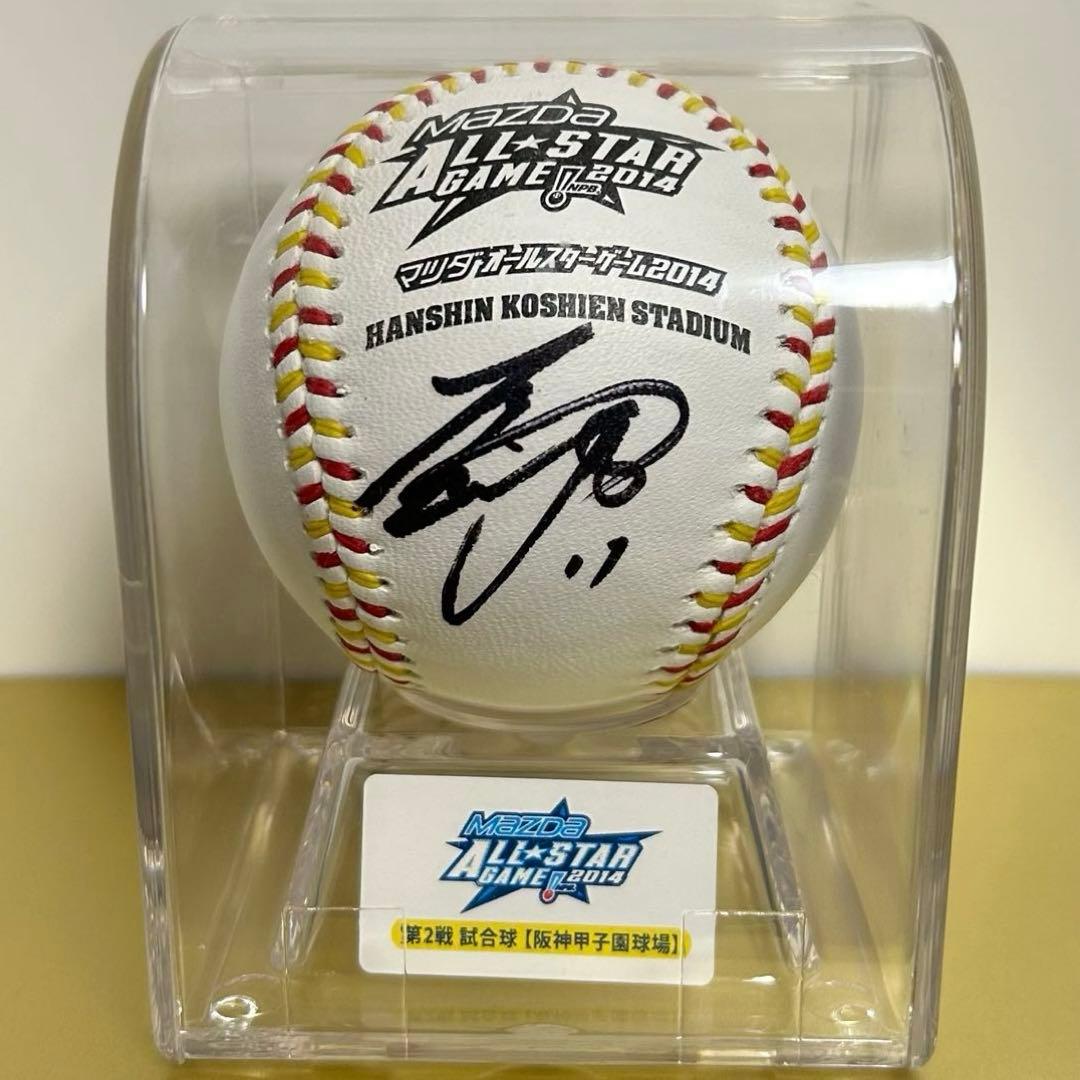 mazda
ALL★STAR
GAME! 2014
NPB
マツダオールスターゲーム2014
HANSHIN KOSHIEN STADIUM
11
mazda
ALL★STAR
GAME! 2014
第2戦 試合球【阪神甲子園球場】